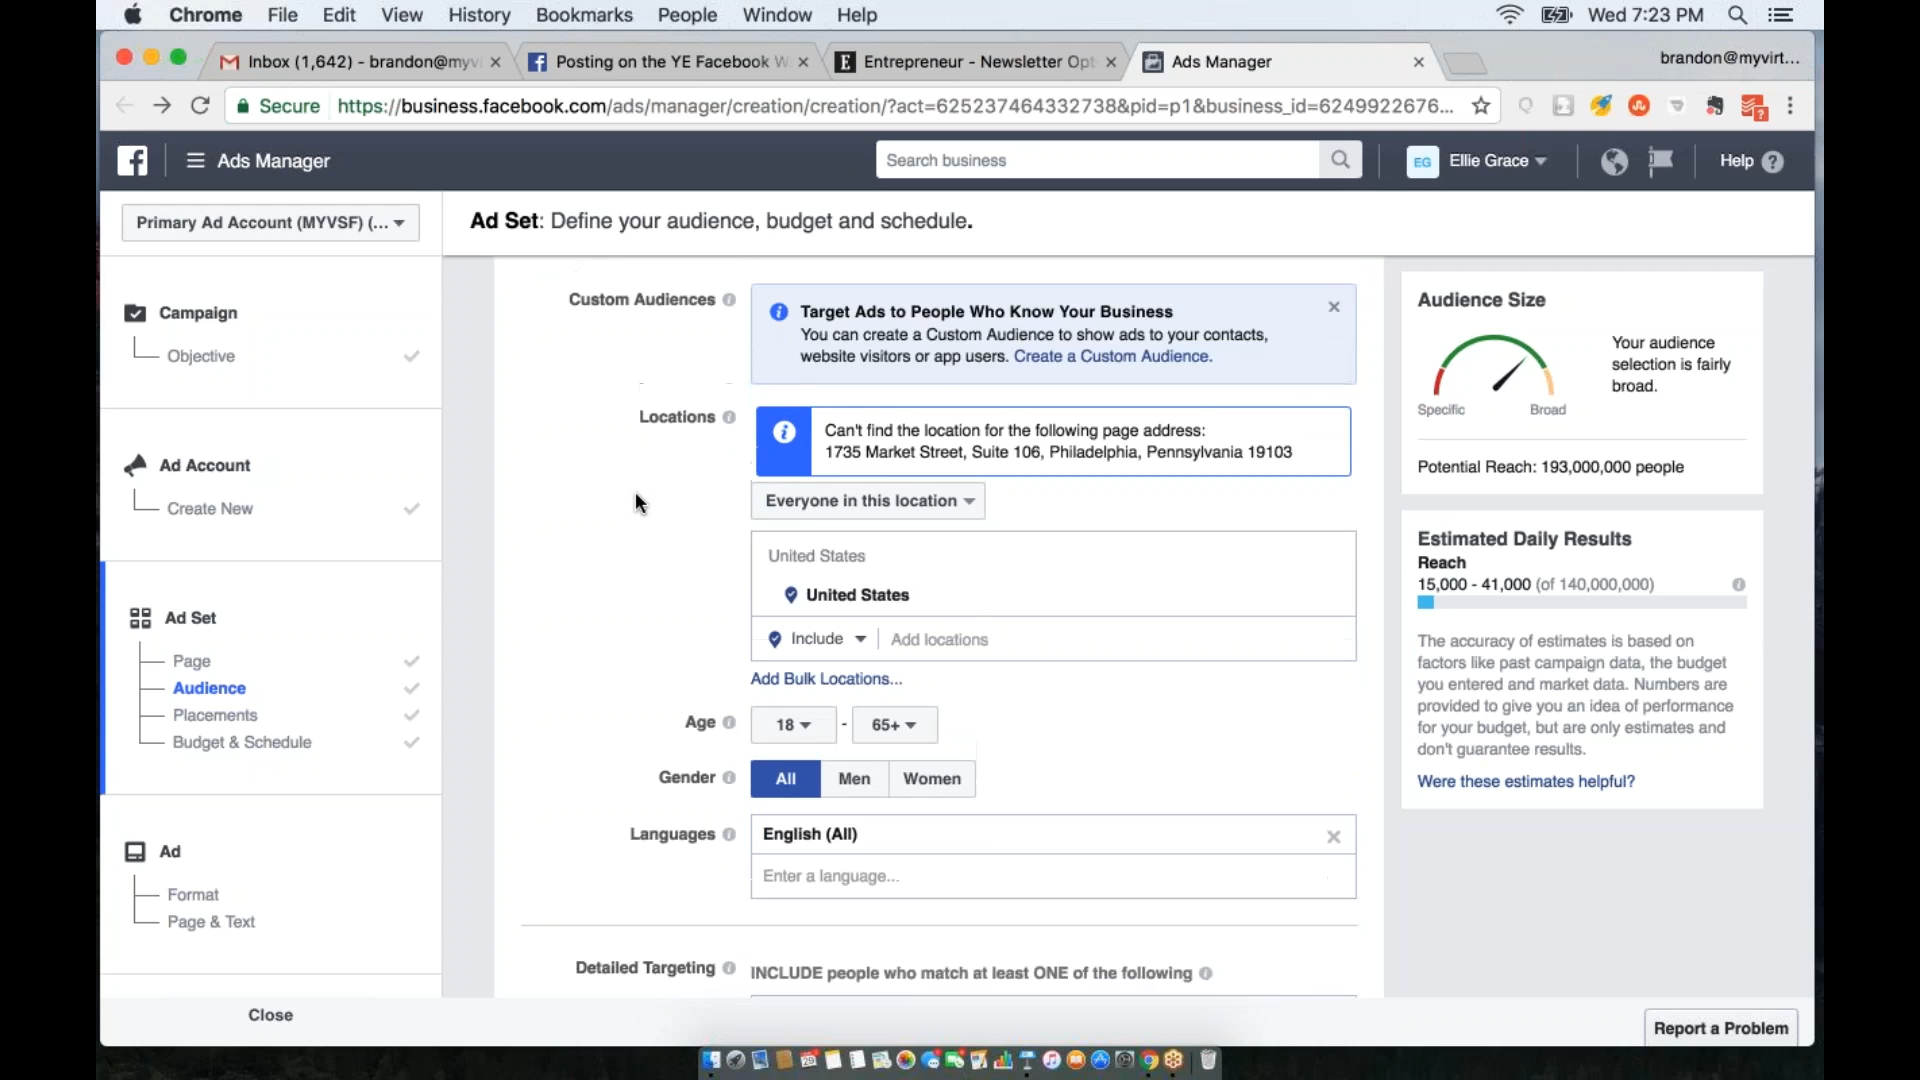 Chrome File Edit View History Bookmarks People Window Help Wed 7:23 PM
Inbox (1,642) - brandon@myv
Posting on the YE Facebook W
Entrepreneur - Newsletter Opt
Ads Manager
brandon@myvirt...
Secure https://business.facebook.com/ads/manager/creation/creation/?act=625237464332738&pid=p1&business_id=6249922676...
Ads Manager
Search business
EG Ellie Grace
Help
Primary Ad Account (MYVSF) (...
Ad Set: Define your audience, budget and schedule.
Campaign
Objective
Ad Account
Create New
Ad Set
Page
Audience
Placements
Budget & Schedule
Ad
Format
Page & Text
Close
Custom Audiences
Target Ads to People Who Know Your Business
You can create a Custom Audience to show ads to your contacts,
website visitors or app users. Create a Custom Audience.
Locations
Can't find the location for the following page address:
1735 Market Street, Suite 106, Philadelphia, Pennsylvania 19103
Everyone in this location
United States
United States
Include Add locations
Add Bulk Locations...
Age 18 - 65+
Gender All Men Women
Languages English (All)
Enter a language...
Detailed Targeting INCLUDE people who match at least ONE of the following
Audience Size
Your audience
selection is fairly
broad.
Specific Broad
Potential Reach: 193,000,000 people
Estimated Daily Results
Reach
15,000 - 41,000 (of 140,000,000)
The accuracy of estimates is based on
factors like past campaign data, the budget
you entered and market data. Numbers are
provided to give you an idea of performance
for your budget, but are only estimates and
don't guarantee results.
Were these estimates helpful?
Report a Problem